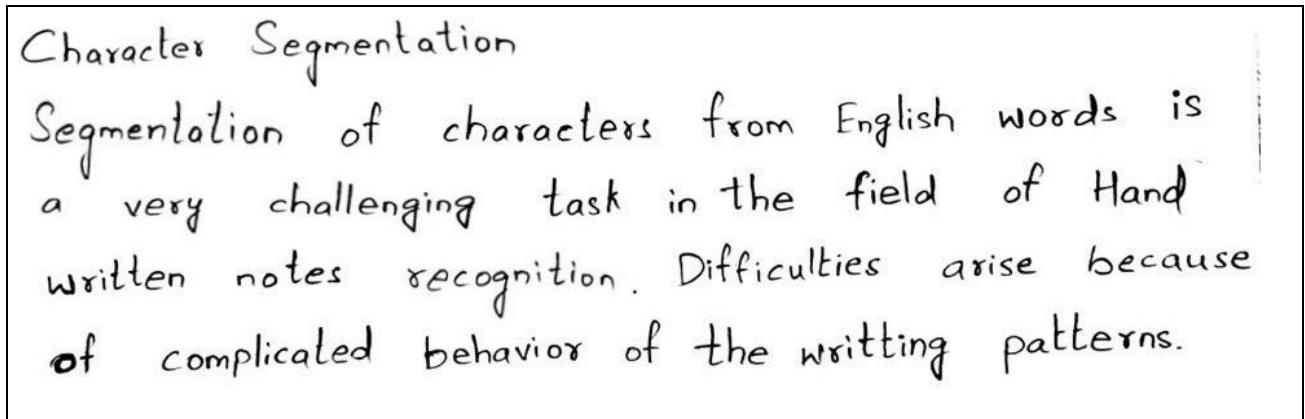 Character Segmentation
Segmentation of characters from English words is
a very challenging task in the field of Hand
written notes recognition. Difficulties arise because
of complicated behavior of the writting patterns.